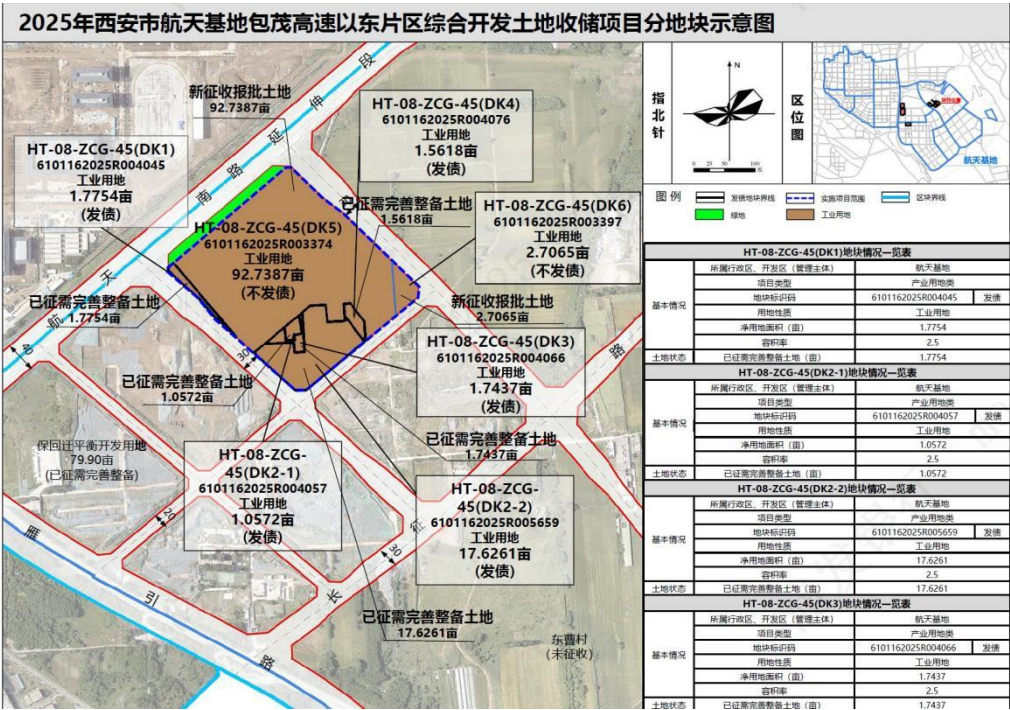 2025年西安市航天基地包茂高速以东片区综合开发土地收储项目分地块示意图
新征收报批土地
92.7387亩
HT-08-ZCG-45(DK4)
6101162025R004076
工业用地
1.5618亩
(发债)
HT-08-ZCG-45(DK1)
6101162025R004045
工业用地
1.7754亩
(发债)
已征需完善整备土地
1.5618亩
HT-08-ZCG-45(DK6)
6101162025R003397
工业用地
2.7065亩
(不发债)
HT-08-ZCG-45(DK5)
6101162025R003374
工业用地
92.7387亩
(不发债)
已征需完善整备土地
1.7754亩
新征收报批土地
2.7065亩
HT-08-ZCG-45(DK3)
6101162025R004066
工业用地
1.7437亩
(发债)
已征需完善整备土地
1.0572亩
已征需完善整备土地
1.7437亩
保回迁平衡开发用地
79.90亩
(已征需完善整备)
HT-08-ZCG-
45(DK2-1)
6101162025R004057
工业用地
1.0572亩
(发债)
HT-08-ZCG-
45(DK2-2)
6101162025R005659
工业用地
17.6261亩
(发债)
已征需完善整备土地
17.6261亩
东曹村
(未征收)
航天南路延伸段
雁引路
长征路
40
30
20
30
指北针
N
0 25 50 100
区位图
航天基地
图例
发债地块界线
实施项目范围
区块界线
绿地
工业用地
HT-08-ZCG-45(DK1)地块情况一览表
基本情况
所属行政区、开发区（管理主体） 航天基地
项目类型 产业用地类
地块标识码 6101162025R004045 发债
用地性质 工业用地
净用地面积（亩） 1.7754
容积率 2.5
土地状态 已征需完善整备土地（亩） 1.7754
HT-08-ZCG-45(DK2-1)地块情况一览表
基本情况
所属行政区、开发区（管理主体） 航天基地
项目类型 产业用地类
地块标识码 6101162025R004057 发债
用地性质 工业用地
净用地面积（亩） 1.0572
容积率 2.5
土地状态 已征需完善整备土地（亩） 1.0572
HT-08-ZCG-45(DK2-2)地块情况一览表
基本情况
所属行政区、开发区（管理主体） 航天基地
项目类型 产业用地类
地块标识码 6101162025R005659 发债
用地性质 工业用地
净用地面积（亩） 17.6261
容积率 2.5
土地状态 已征需完善整备土地（亩） 17.6261
HT-08-ZCG-45(DK3)地块情况一览表
基本情况
所属行政区、开发区（管理主体） 航天基地
项目类型 产业用地类
地块标识码 6101162025R004066 发债
用地性质 工业用地
净用地面积（亩） 1.7437
容积率 2.5
土地状态 已征需完善整备土地（亩） 1.7437